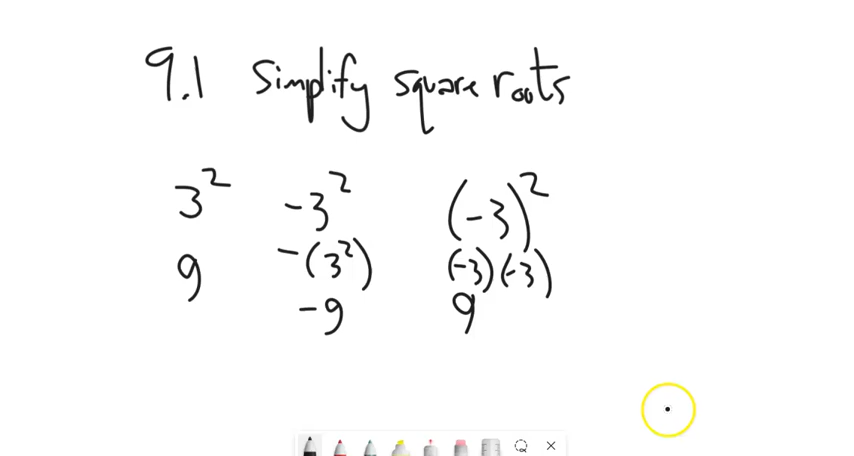 9.1 Simplify square roots
3² -3² (-3)²
9 -(3²) (-3)(-3)
-9 9